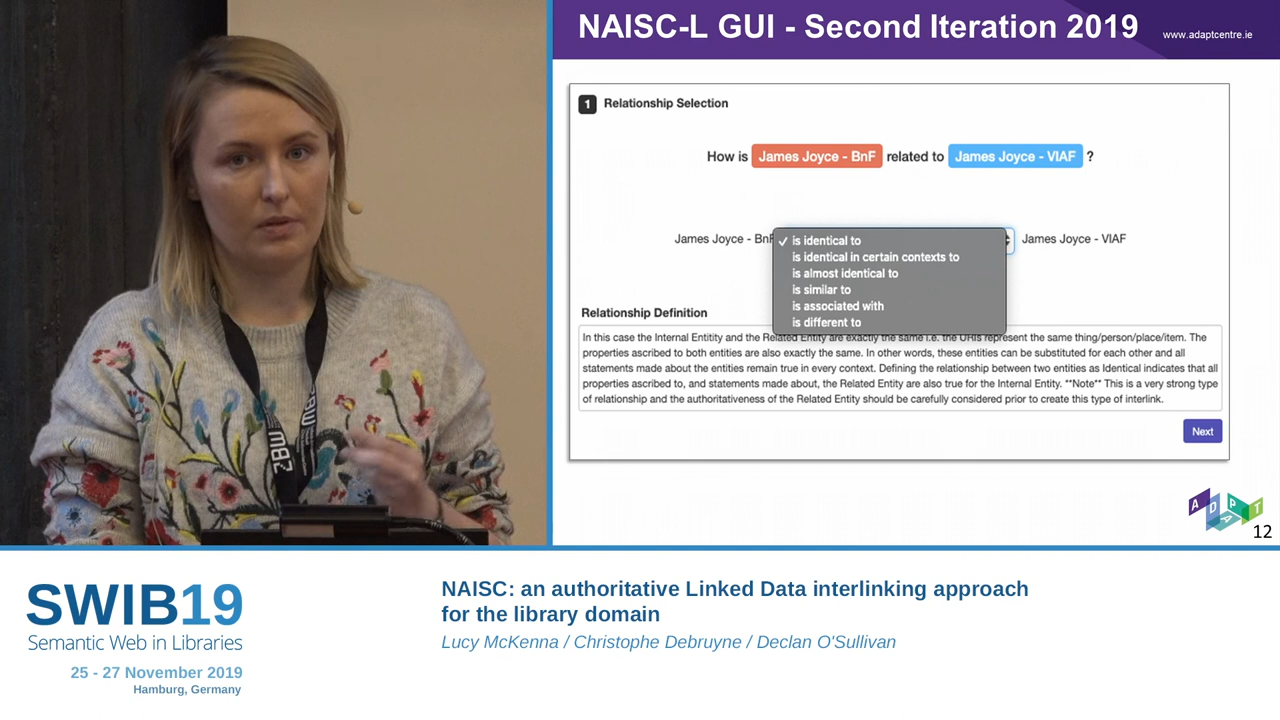 NAISC-L GUI - Second Iteration 2019
www.adaptcentre.ie
1 Relationship Selection
How is James Joyce - BnF related to James Joyce - VIAF ?
James Joyce - BnF
✓ is identical to
is identical in certain contexts to
is almost identical to
is similar to
is associated with
is different to
James Joyce - VIAF
Relationship Definition
In this case the Internal Entitity and the Related Entity are exactly the same i.e. the URIs represent the same thing/person/place/item. The
properties ascribed to both entities are also exactly the same. In other words, these entities can be substituted for each other and all
statements made about the entities remain true in every context. Defining the relationship between two entities as Identical indicates that all
properties ascribed to, and statements made about, the Related Entity are also true for the Internal Entity. **Note** This is a very strong type
of relationship and the authoritativeness of the Related Entity should be carefully considered prior to create this type of interlink.
Next
ADAPT
12
ZBW
SWIB19
Semantic Web in Libraries
25 - 27 November 2019
Hamburg, Germany
NAISC: an authoritative Linked Data interlinking approach
for the library domain
Lucy McKenna / Christophe Debruyne / Declan O'Sullivan